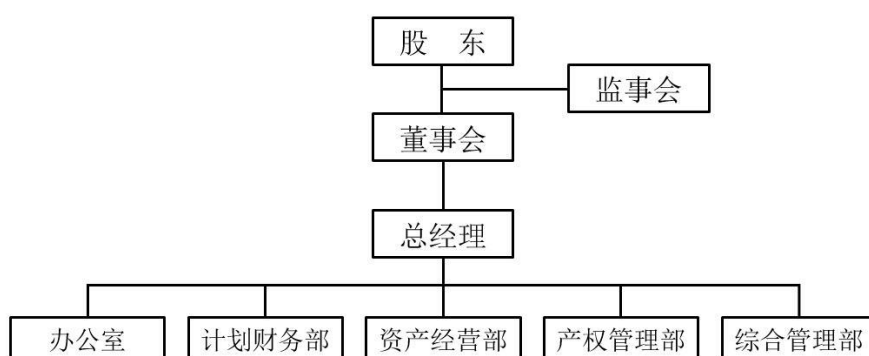 股 东
监事会
董事会
总经理
办公室
计划财务部
资产经营部
产权管理部
综合管理部